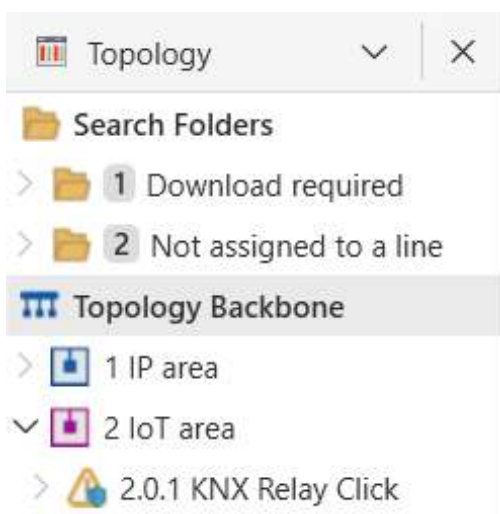 Topology
Search Folders
1 Download required
2 Not assigned to a line
Topology Backbone
1 IP area
2 IoT area
2.0.1 KNX Relay Click